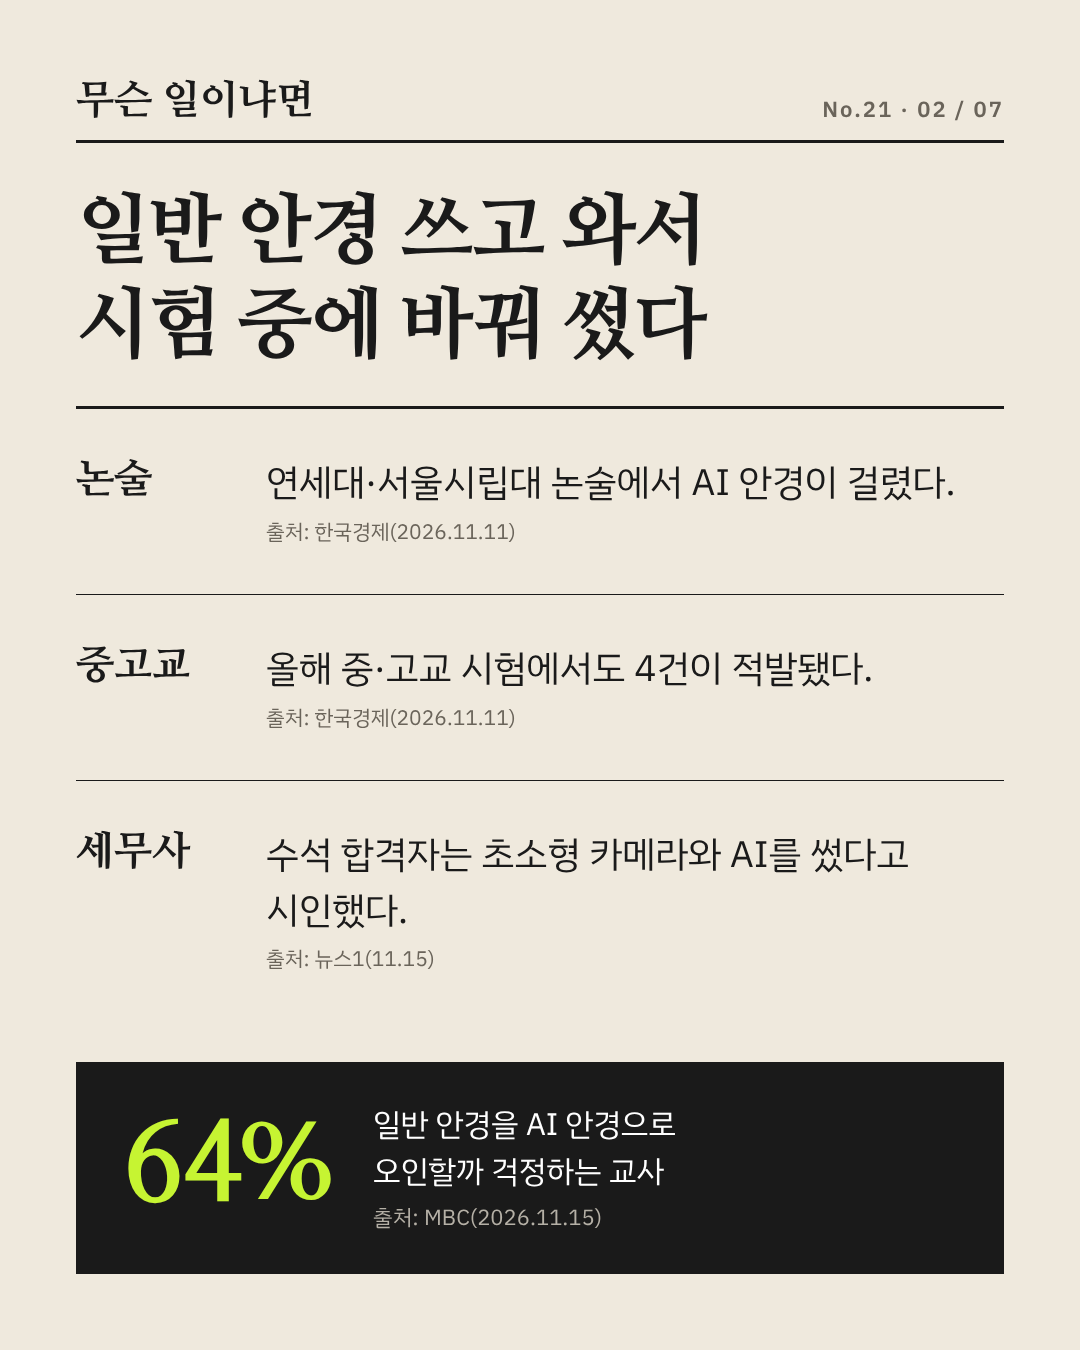 무슨 일이냐면
No.21 · 02 / 07
일반 안경 쓰고 와서
시험 중에 바꿔 썼다
논술
연세대·서울시립대 논술에서 AI 안경이 걸렸다.
출처: 한국경제(2026.11.11)
중고교
올해 중·고교 시험에서도 4건이 적발됐다.
출처: 한국경제(2026.11.11)
세무사
수석 합격자는 초소형 카메라와 AI를 썼다고
시인했다.
출처: 뉴스1(11.15)
64%
일반 안경을 AI 안경으로
오인할까 걱정하는 교사
출처: MBC(2026.11.15)